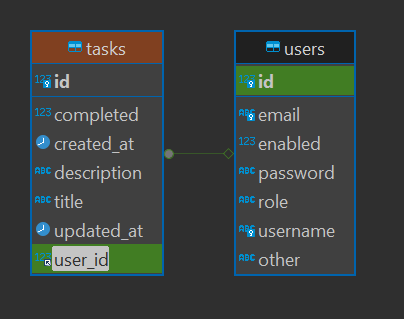 tasks
123 id
123 completed
created_at
ABC description
ABC title
updated_at
123 user_id
users
123 id
ABC email
123 enabled
ABC password
ABC role
ABC username
ABC other